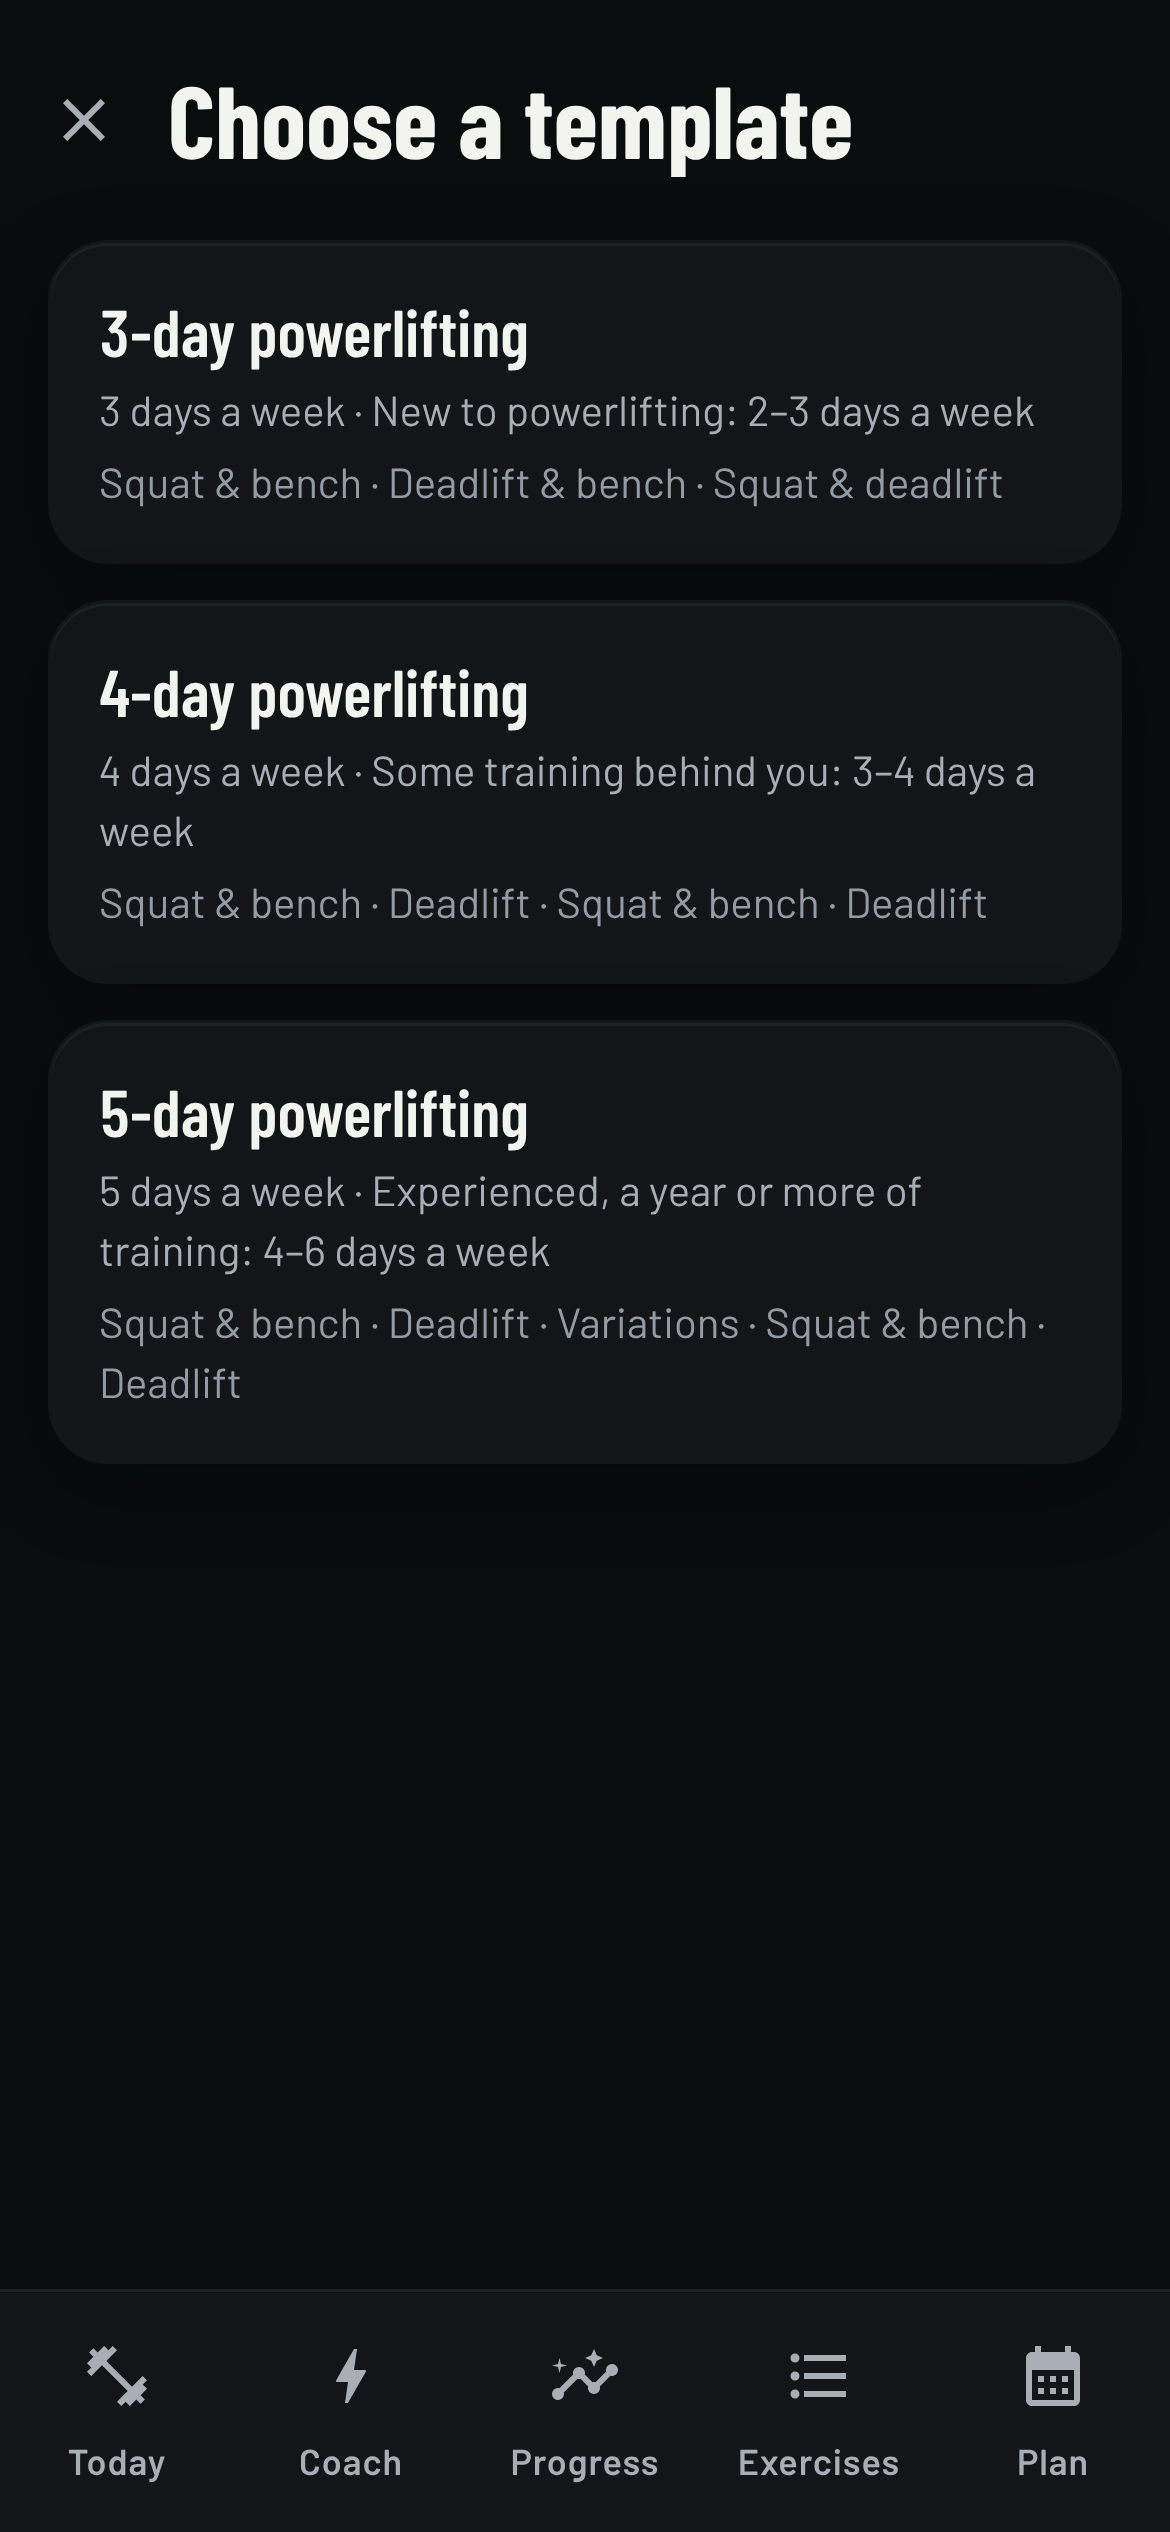 Choose a template
3-day powerlifting
3 days a week · New to powerlifting: 2–3 days a week
Squat & bench · Deadlift & bench · Squat & deadlift
4-day powerlifting
4 days a week · Some training behind you: 3–4 days a
week
Squat & bench · Deadlift · Squat & bench · Deadlift
5-day powerlifting
5 days a week · Experienced, a year or more of
training: 4–6 days a week
Squat & bench · Deadlift · Variations · Squat & bench ·
Deadlift
Today Coach Progress Exercises Plan